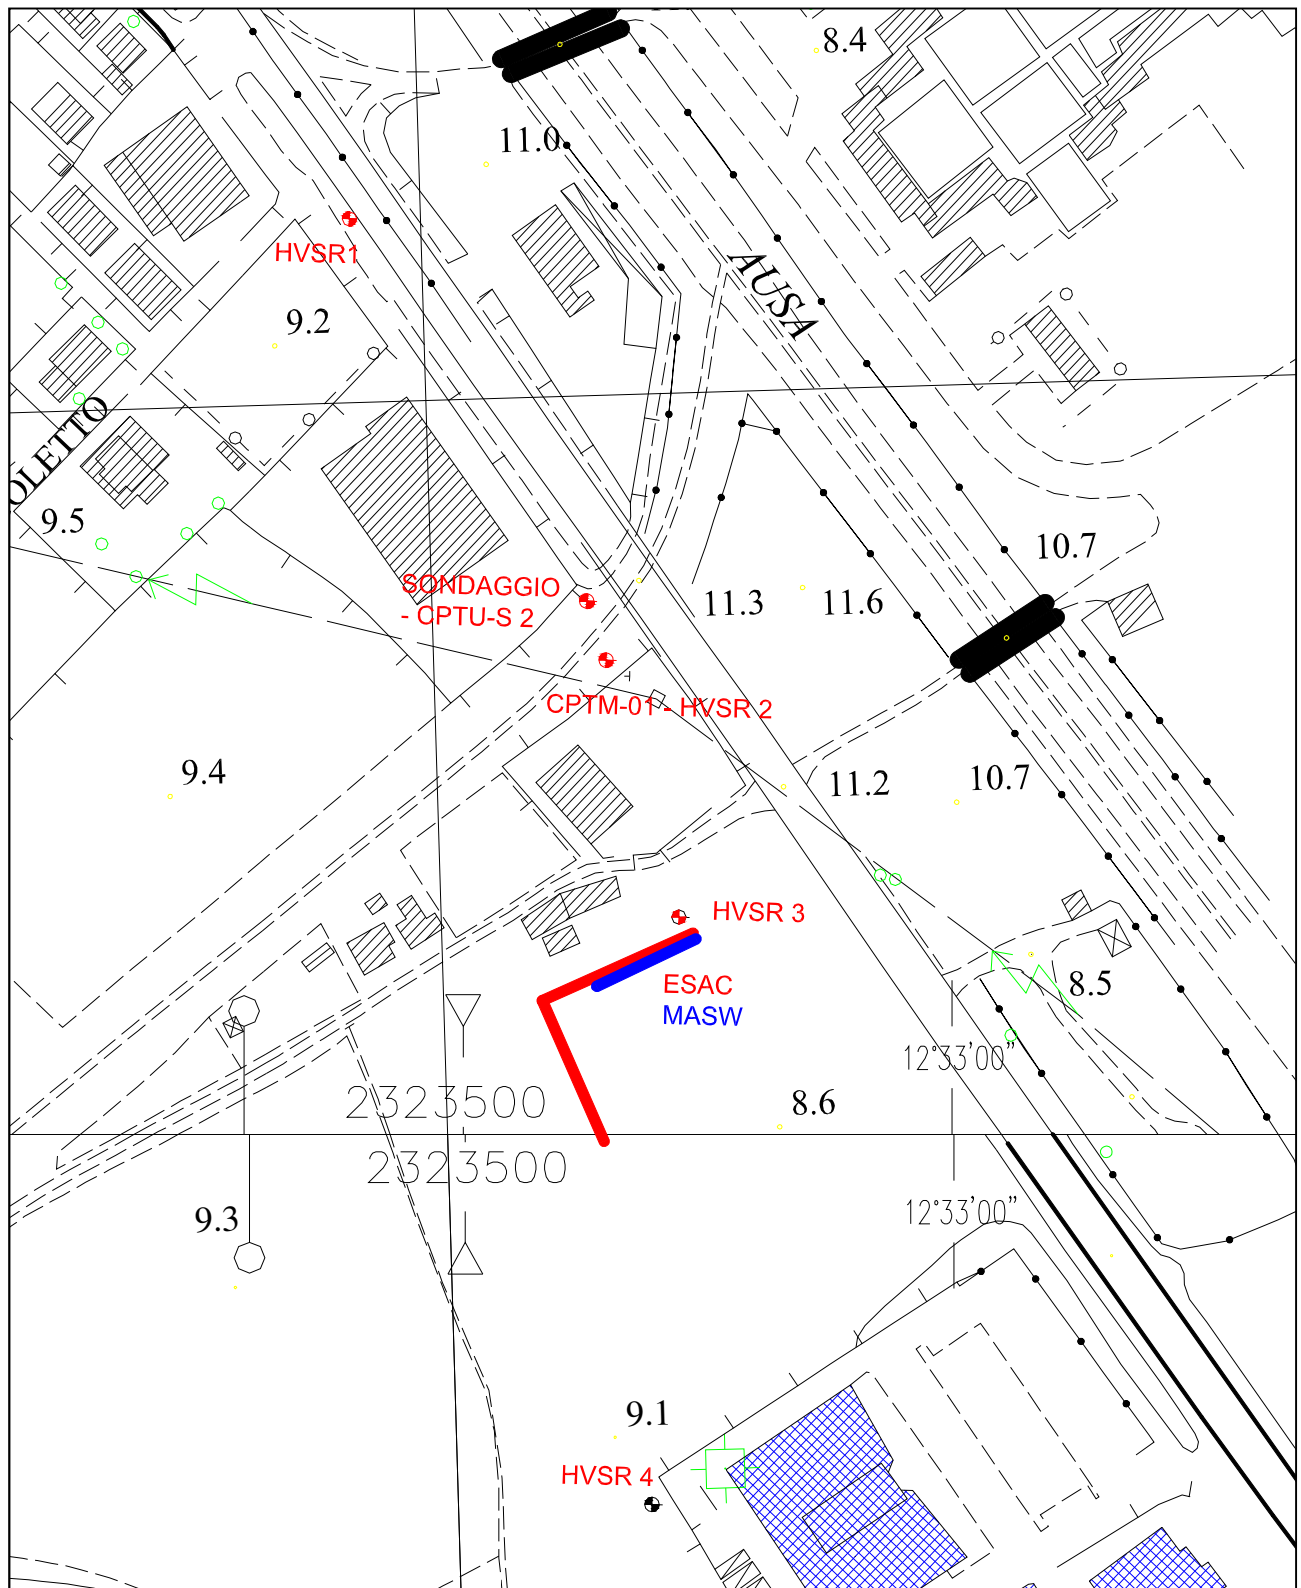 8.4
11.0
HVSR1
AUSA
9.2
OLETTO
9.5
10.7
SONDAGGIO
- CPTU-S 2
11.3
11.6
CPTM-01 - HVSR 2
9.4
11.2
10.7
HVSR 3
ESAC
MASW
8.5
12°33'00"
2323500
8.6
2323500
9.3
12°33'00"
9.1
HVSR 4